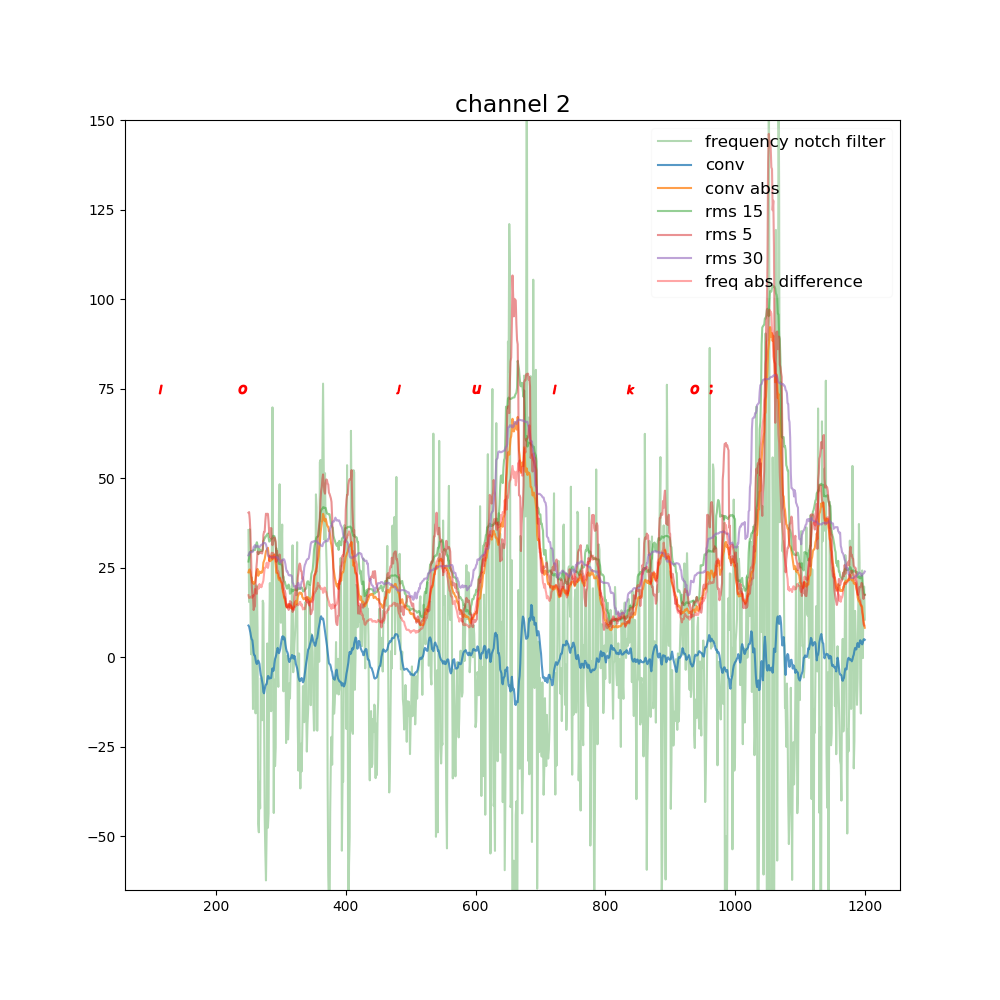 channel 2
150
125
100
75
50
25
0
−25
−50
frequency notch filter
conv
conv abs
rms 15
rms 5
rms 30
freq abs difference
l o j u l k o ;
200 400 600 800 1000 1200